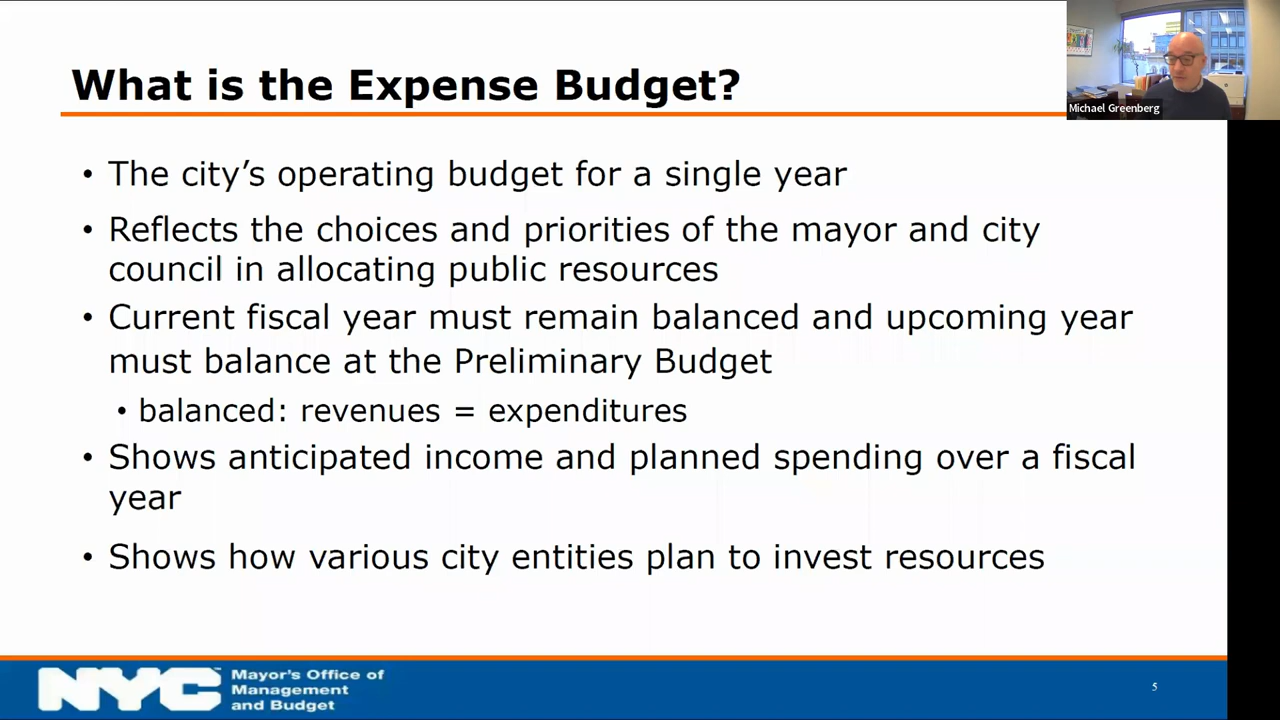 What is the Expense Budget?
Michael Greenberg
• The city’s operating budget for a single year
• Reflects the choices and priorities of the mayor and city
council in allocating public resources
• Current fiscal year must remain balanced and upcoming year
must balance at the Preliminary Budget
• balanced: revenues = expenditures
• Shows anticipated income and planned spending over a fiscal
year
• Shows how various city entities plan to invest resources
NYC
Mayor's Office of
Management
and Budget
5